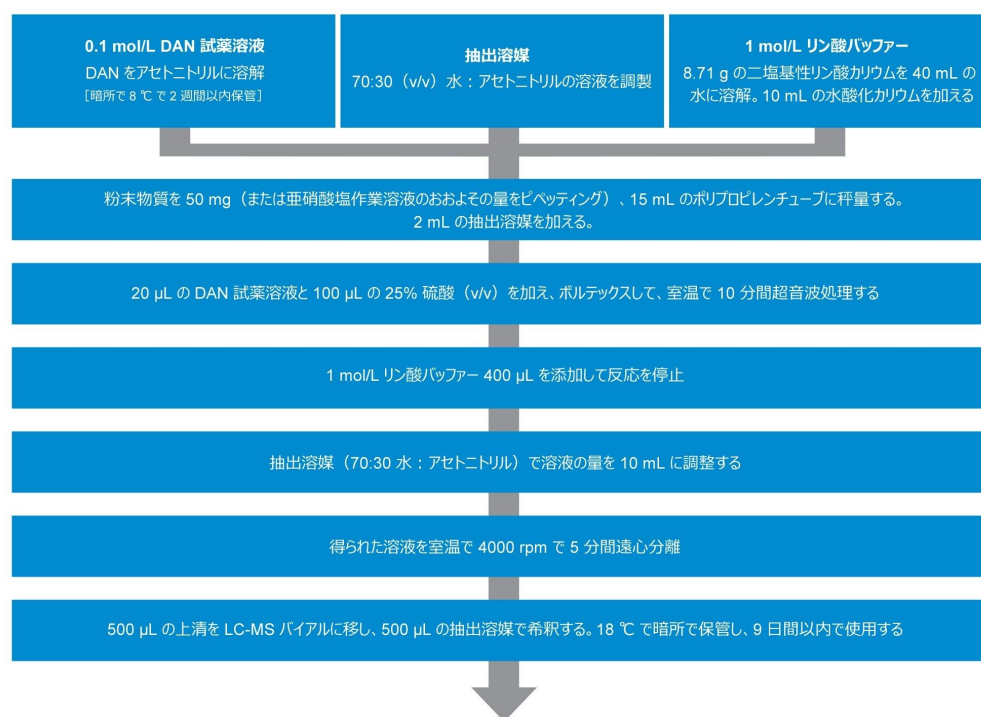 0.1 mol/L DAN 試薬溶液
DAN をアセトニトリルに溶解
[暗所で 8 ℃ で 2 週間以内保管]
抽出溶媒
70:30（v/v）水：アセトニトリルの溶液を調製
1 mol/L リン酸バッファー
8.71 g の二塩基性リン酸カリウムを 40 mL の
水に溶解。10 mL の水酸化カリウムを加える
粉末物質を 50 mg（または亜硝酸塩作業溶液のおおよその量をピペッティング）、15 mL のポリプロピレンチューブに秤量する。
2 mL の抽出溶媒を加える。
20 µL の DAN 試薬溶液と 100 µL の 25% 硫酸（v/v）を加え、ボルテックスして、室温で 10 分間超音波処理する
1 mol/L リン酸バッファー 400 µL を添加して反応を停止
抽出溶媒（70:30 水：アセトニトリル）で溶液の量を 10 mL に調整する
得られた溶液を室温で 4000 rpm で 5 分間遠心分離
500 µL の上清を LC-MS バイアルに移し、500 µL の抽出溶媒で希釈する。18 ℃ で暗所で保管し、9 日間以内で使用する